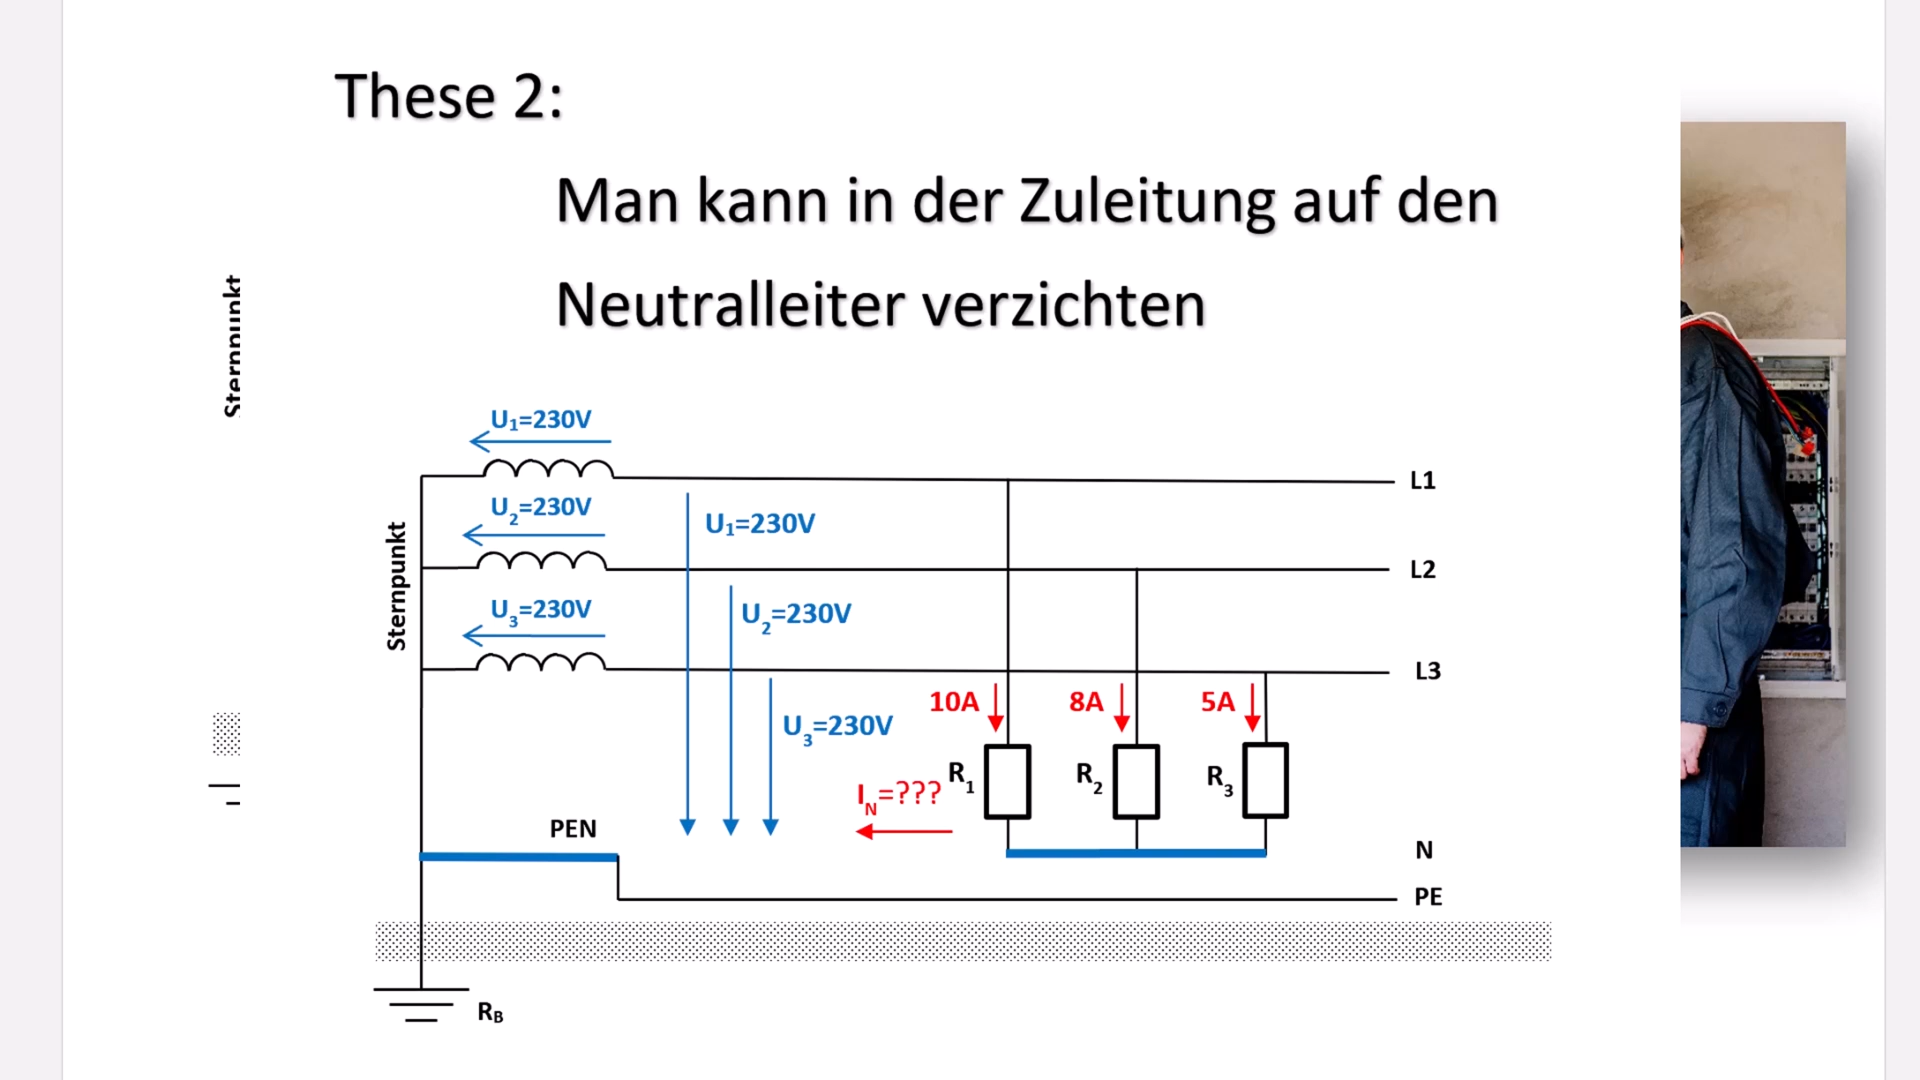 These 2:
Man kann in der Zuleitung auf den
Neutralleiter verzichten
Sternpunkt
U₁=230V
L1
U₂=230V
U₁=230V
Sternpunkt
L2
U₃=230V
U₂=230V
L3
10A
8A
5A
U₃=230V
R₁
R₂
R₃
I_N=???
PEN
N
PE
R_B